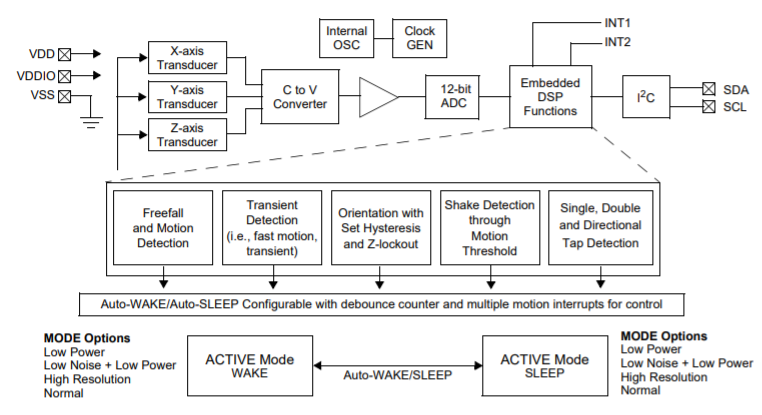 Internal
OSC
Clock
GEN
INT1
INT2
VDD
VDDIO
VSS
X-axis
Transducer
Y-axis
Transducer
Z-axis
Transducer
C to V
Converter
12-bit
ADC
Embedded
DSP
Functions
I²C
SDA
SCL
Freefall
and Motion
Detection
Transient
Detection
(i.e., fast motion,
transient)
Orientation with
Set Hysteresis
and Z-lockout
Shake Detection
through
Motion
Threshold
Single, Double
and Directional
Tap Detection
Auto-WAKE/Auto-SLEEP Configurable with debounce counter and multiple motion interrupts for control
MODE Options
Low Power
Low Noise + Low Power
High Resolution
Normal
ACTIVE Mode
WAKE
Auto-WAKE/SLEEP
ACTIVE Mode
SLEEP
MODE Options
Low Power
Low Noise + Low Power
High Resolution
Normal